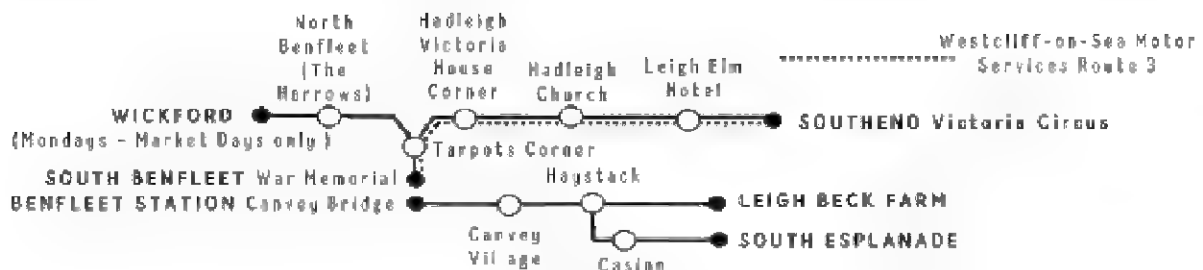 North
Benfleet
(The
Harrows)
Hadleigh
Victoria
House
Corner
Hadleigh
Church
Leigh Elm
Hotel
Westcliff-on-Sea Motor
Services Route 3
WICKFORD
(Mondays - Market Days only)
SOUTHEND Victoria Circus
Tarpots Corner
SOUTH BENFLEET War Memorial
Haystack
BENFLEET STATION Canvey Bridge
LEIGH BECK FARM
Canvey
Village
SOUTH ESPLANADE
Casino